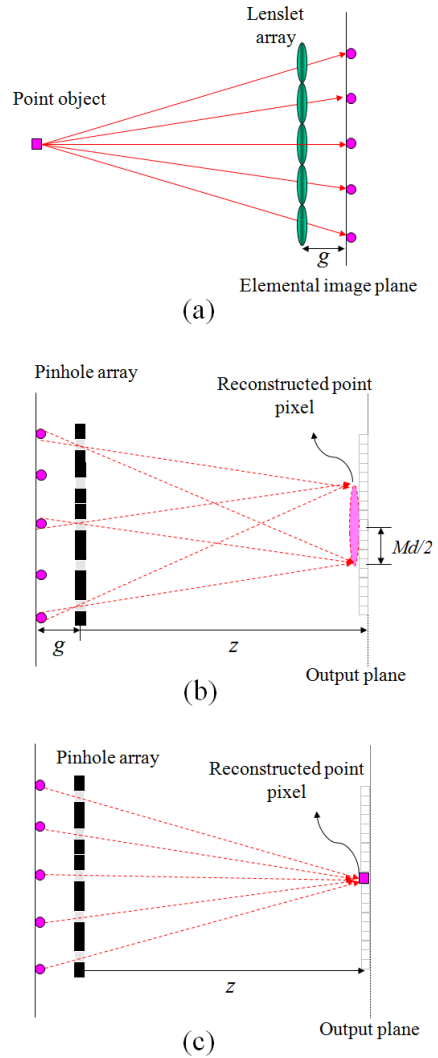 Lenslet
array
Point object
g
Elemental image plane
(a)
Pinhole array
Reconstructed point
pixel
Md/2
g
z
Output plane
(b)
Pinhole array
Reconstructed point
pixel
z
Output plane
(c)